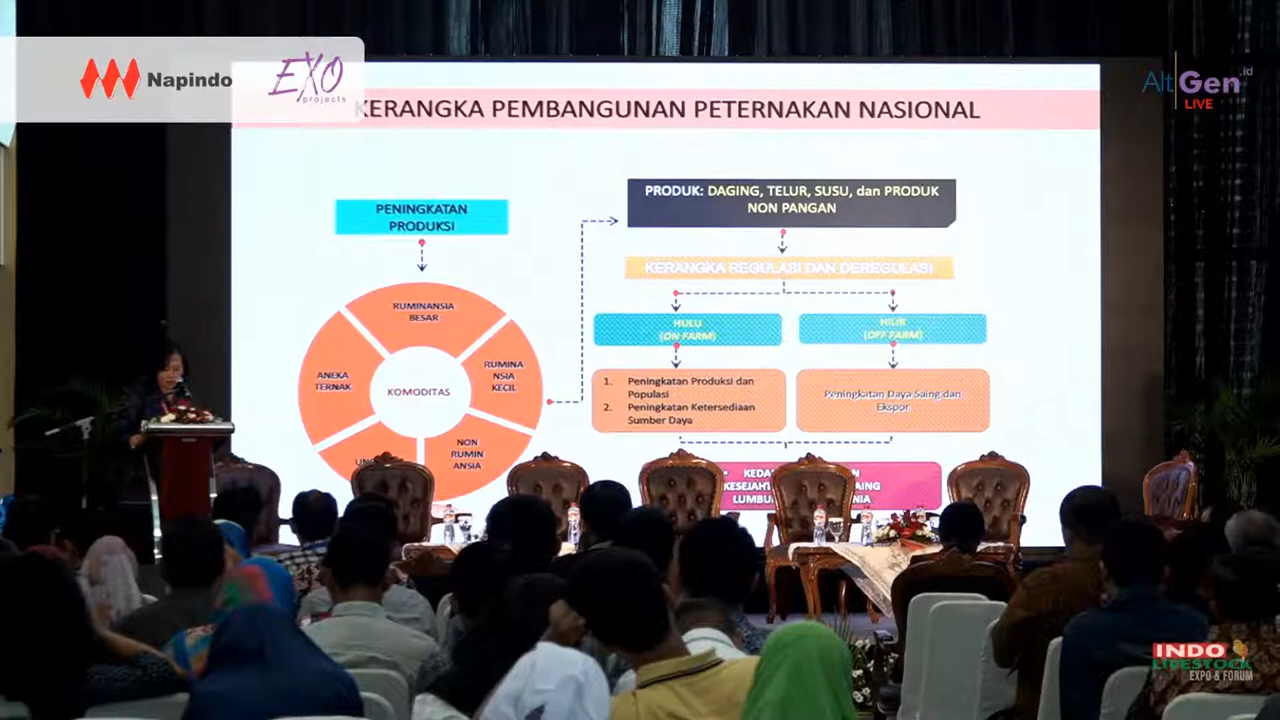 Napindo
EXO
projects
AltGen.id
LIVE
KERANGKA PEMBANGUNAN PETERNAKAN NASIONAL
PENINGKATAN
PRODUKSI
RUMINANSIA
BESAR
RUMINA
NSIA
KECIL
NON
RUMIN
ANSIA
ANEKA
TERNAK
KOMODITAS
PRODUK: DAGING, TELUR, SUSU, dan PRODUK
NON PANGAN
KERANGKA REGULASI DAN DEREGULASI
HULU
(ON FARM)
HILIR
(OFF FARM)
1. Peningkatan Produksi dan
Populasi
2. Peningkatan Ketersediaan
Sumber Daya
Peningkatan Daya Saing dan
Ekspor
INDO
LIVESTOCK
EXPO & FORUM